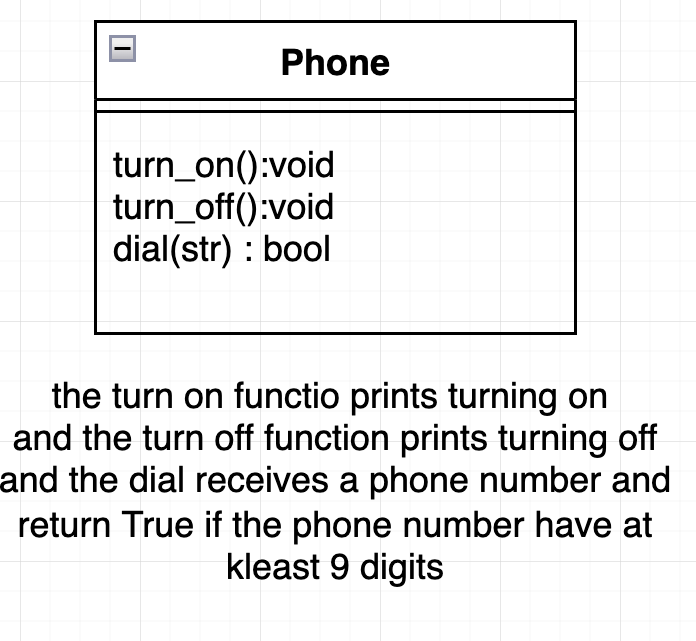 Phone
turn_on():void
turn_off():void
dial(str) : bool
the turn on functio prints turning on
and the turn off function prints turning off
and the dial receives a phone number and
return True if the phone number have at
kleast 9 digits